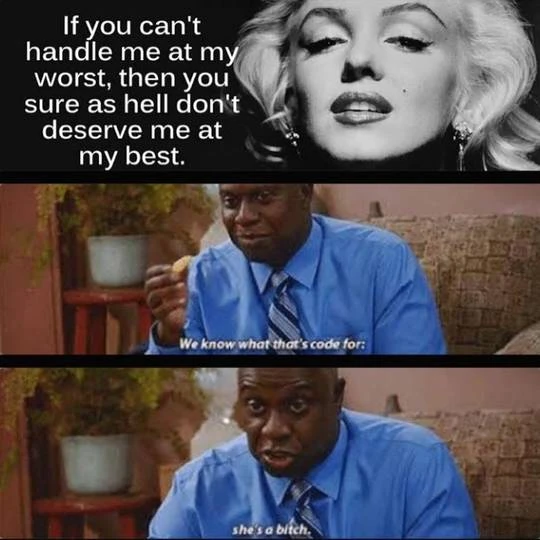 If you can't
handle me at my
worst, then you
sure as hell don't
deserve me at
my best.
We know what that's code for:
she's a bitch.